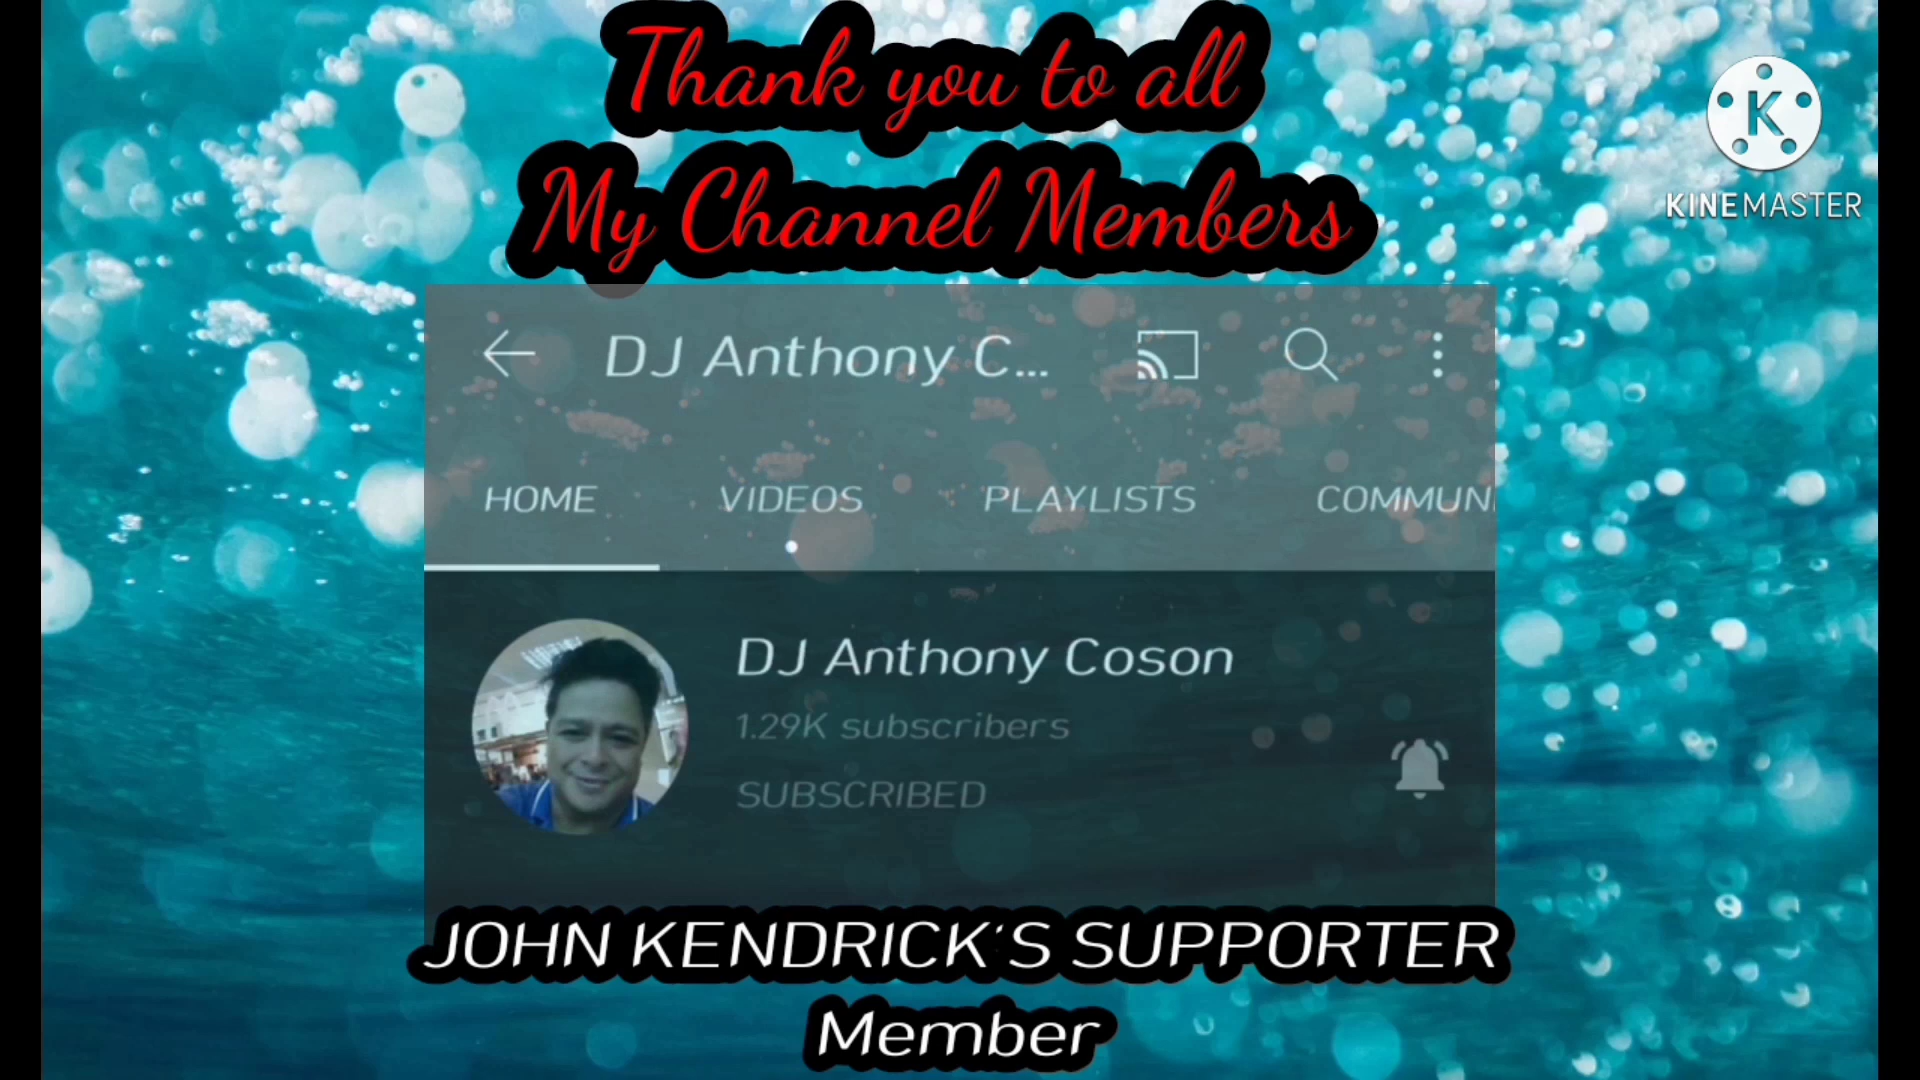 Thank you to all
My Channel Members
K
KINEMASTER
DJ Anthony C...
HOME VIDEOS PLAYLISTS COMMUN
DJ Anthony Coson
1.29K subscribers
SUBSCRIBED
JOHN KENDRICK'S SUPPORTER
Member